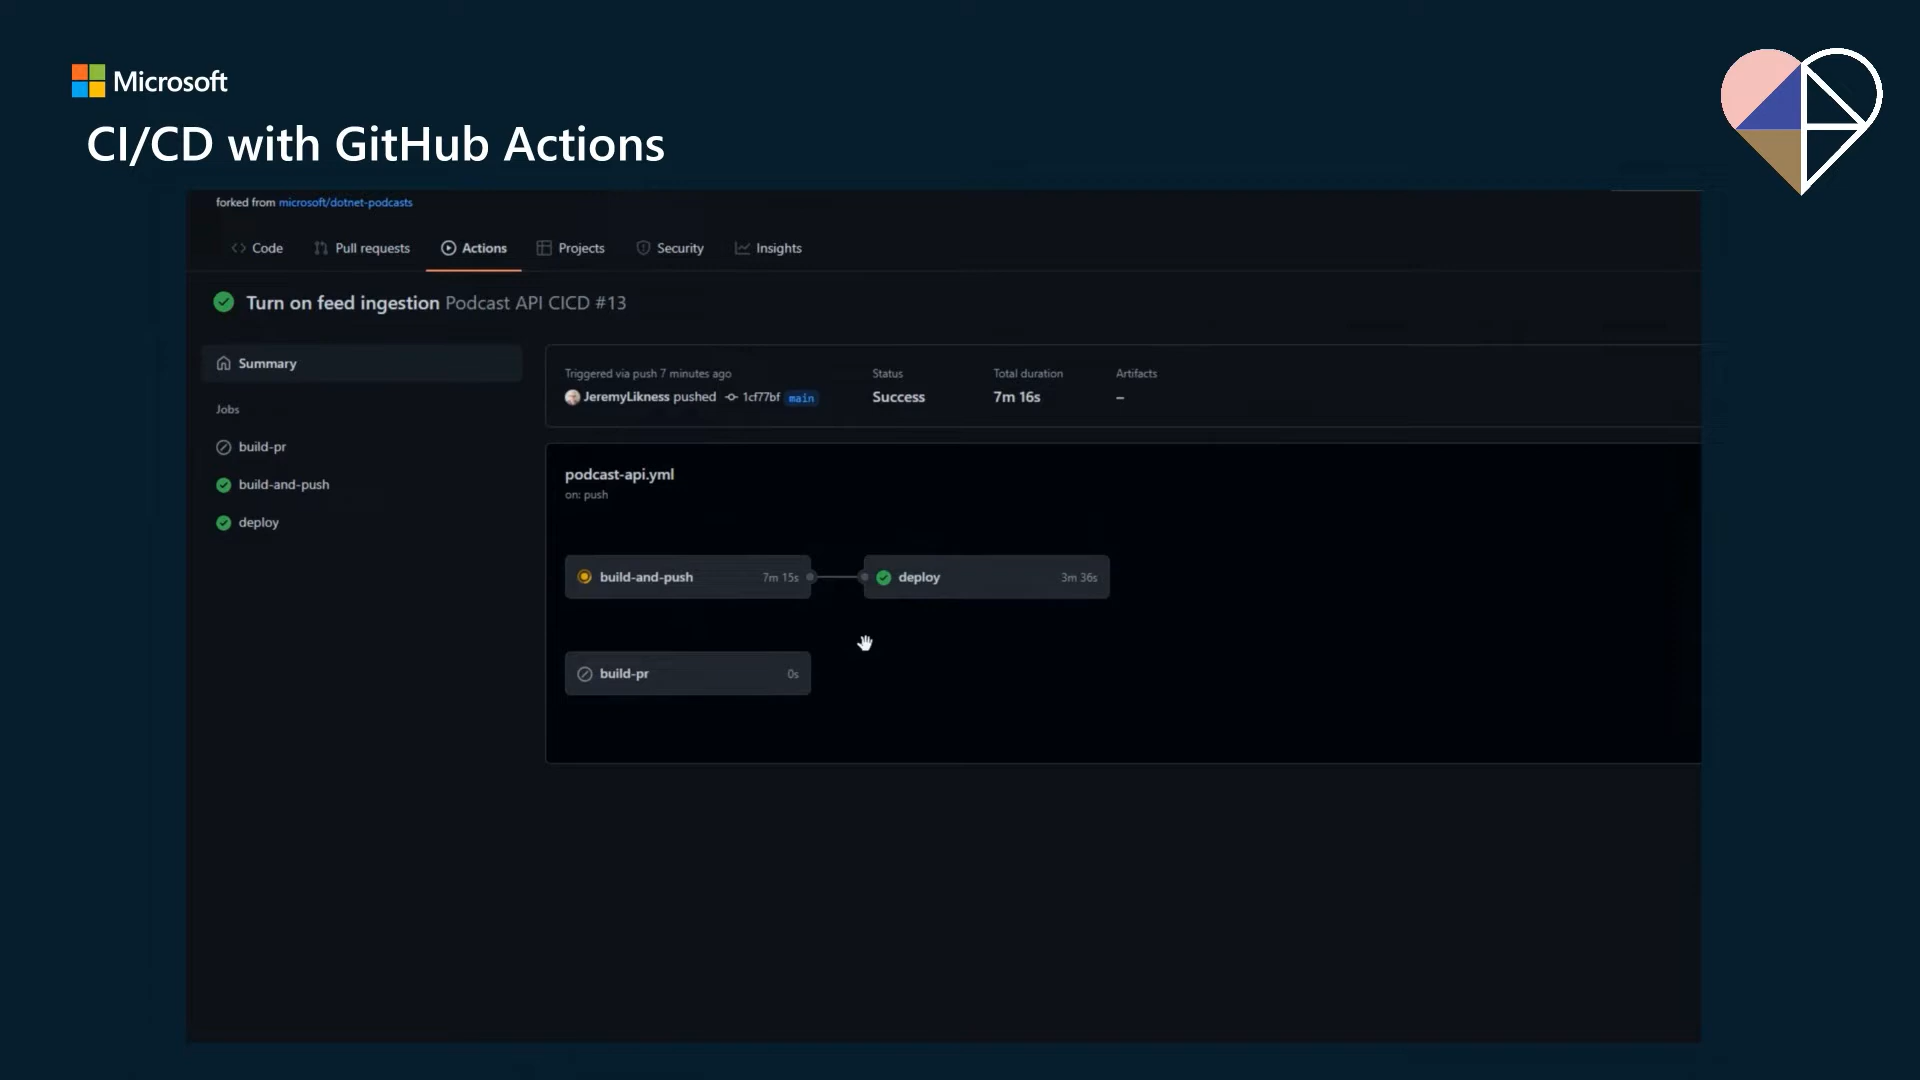 Microsoft
CI/CD with GitHub Actions
forked from microsoft/dotnet-podcasts
Code Pull requests Actions Projects Security Insights
Turn on feed ingestion Podcast API CICD #13
Summary
Jobs
build-pr
build-and-push
deploy
Triggered via push 7 minutes ago Status Total duration Artifacts
JeremyLikness pushed 1cf77bf main Success 7m 16s –
podcast-api.yml
on: push
build-and-push 7m 15s deploy 3m 36s
build-pr 0s